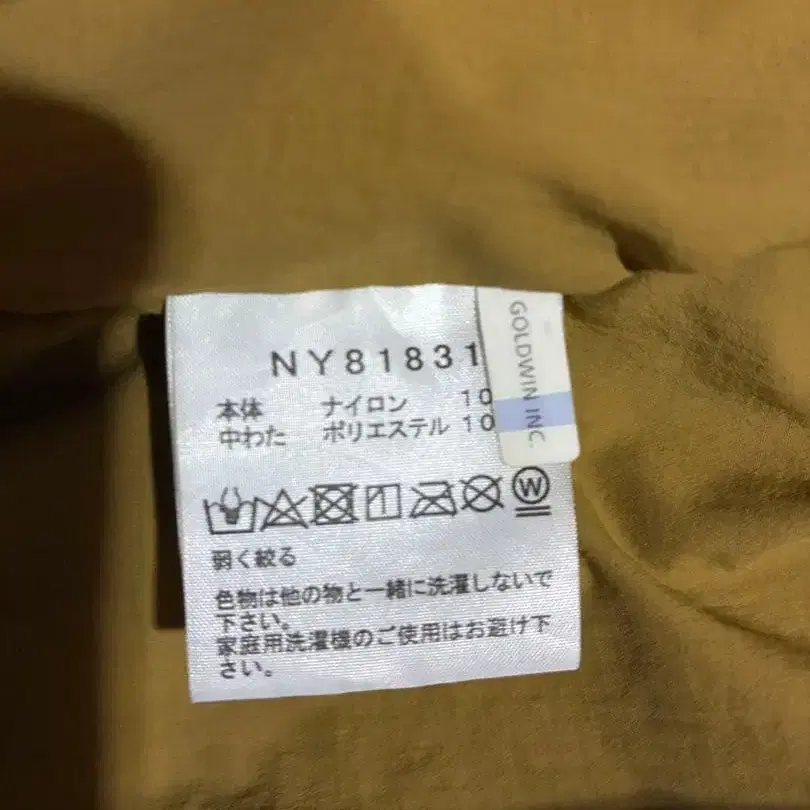 NY81831
本体 ナイロン 10
中わた ポリエステル 10
GOLDWIN INC.
W
弱く絞る
色物は他の物と一緒に洗濯しないで
下さい。
家庭用洗濯機のご使用はお避け下
さい。